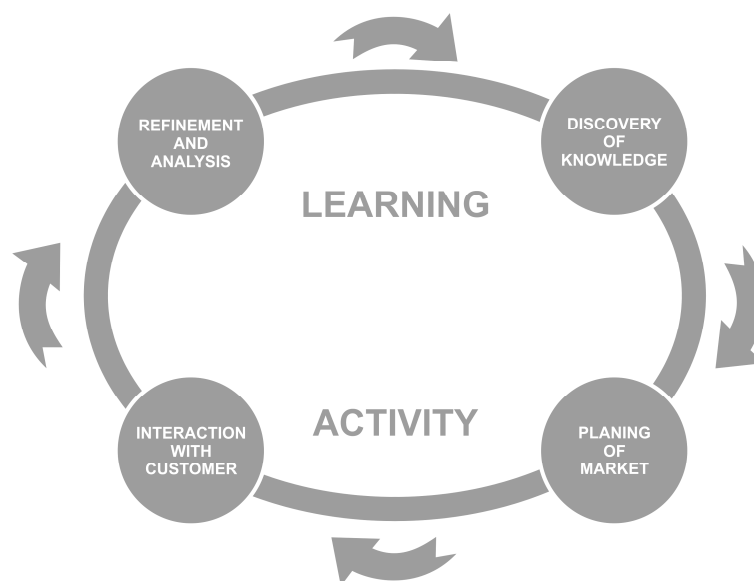 REFINEMENT
AND
ANALYSIS
DISCOVERY
OF
KNOWLEDGE
LEARNING
ACTIVITY
INTERACTION
WITH
CUSTOMER
PLANING
OF
MARKET